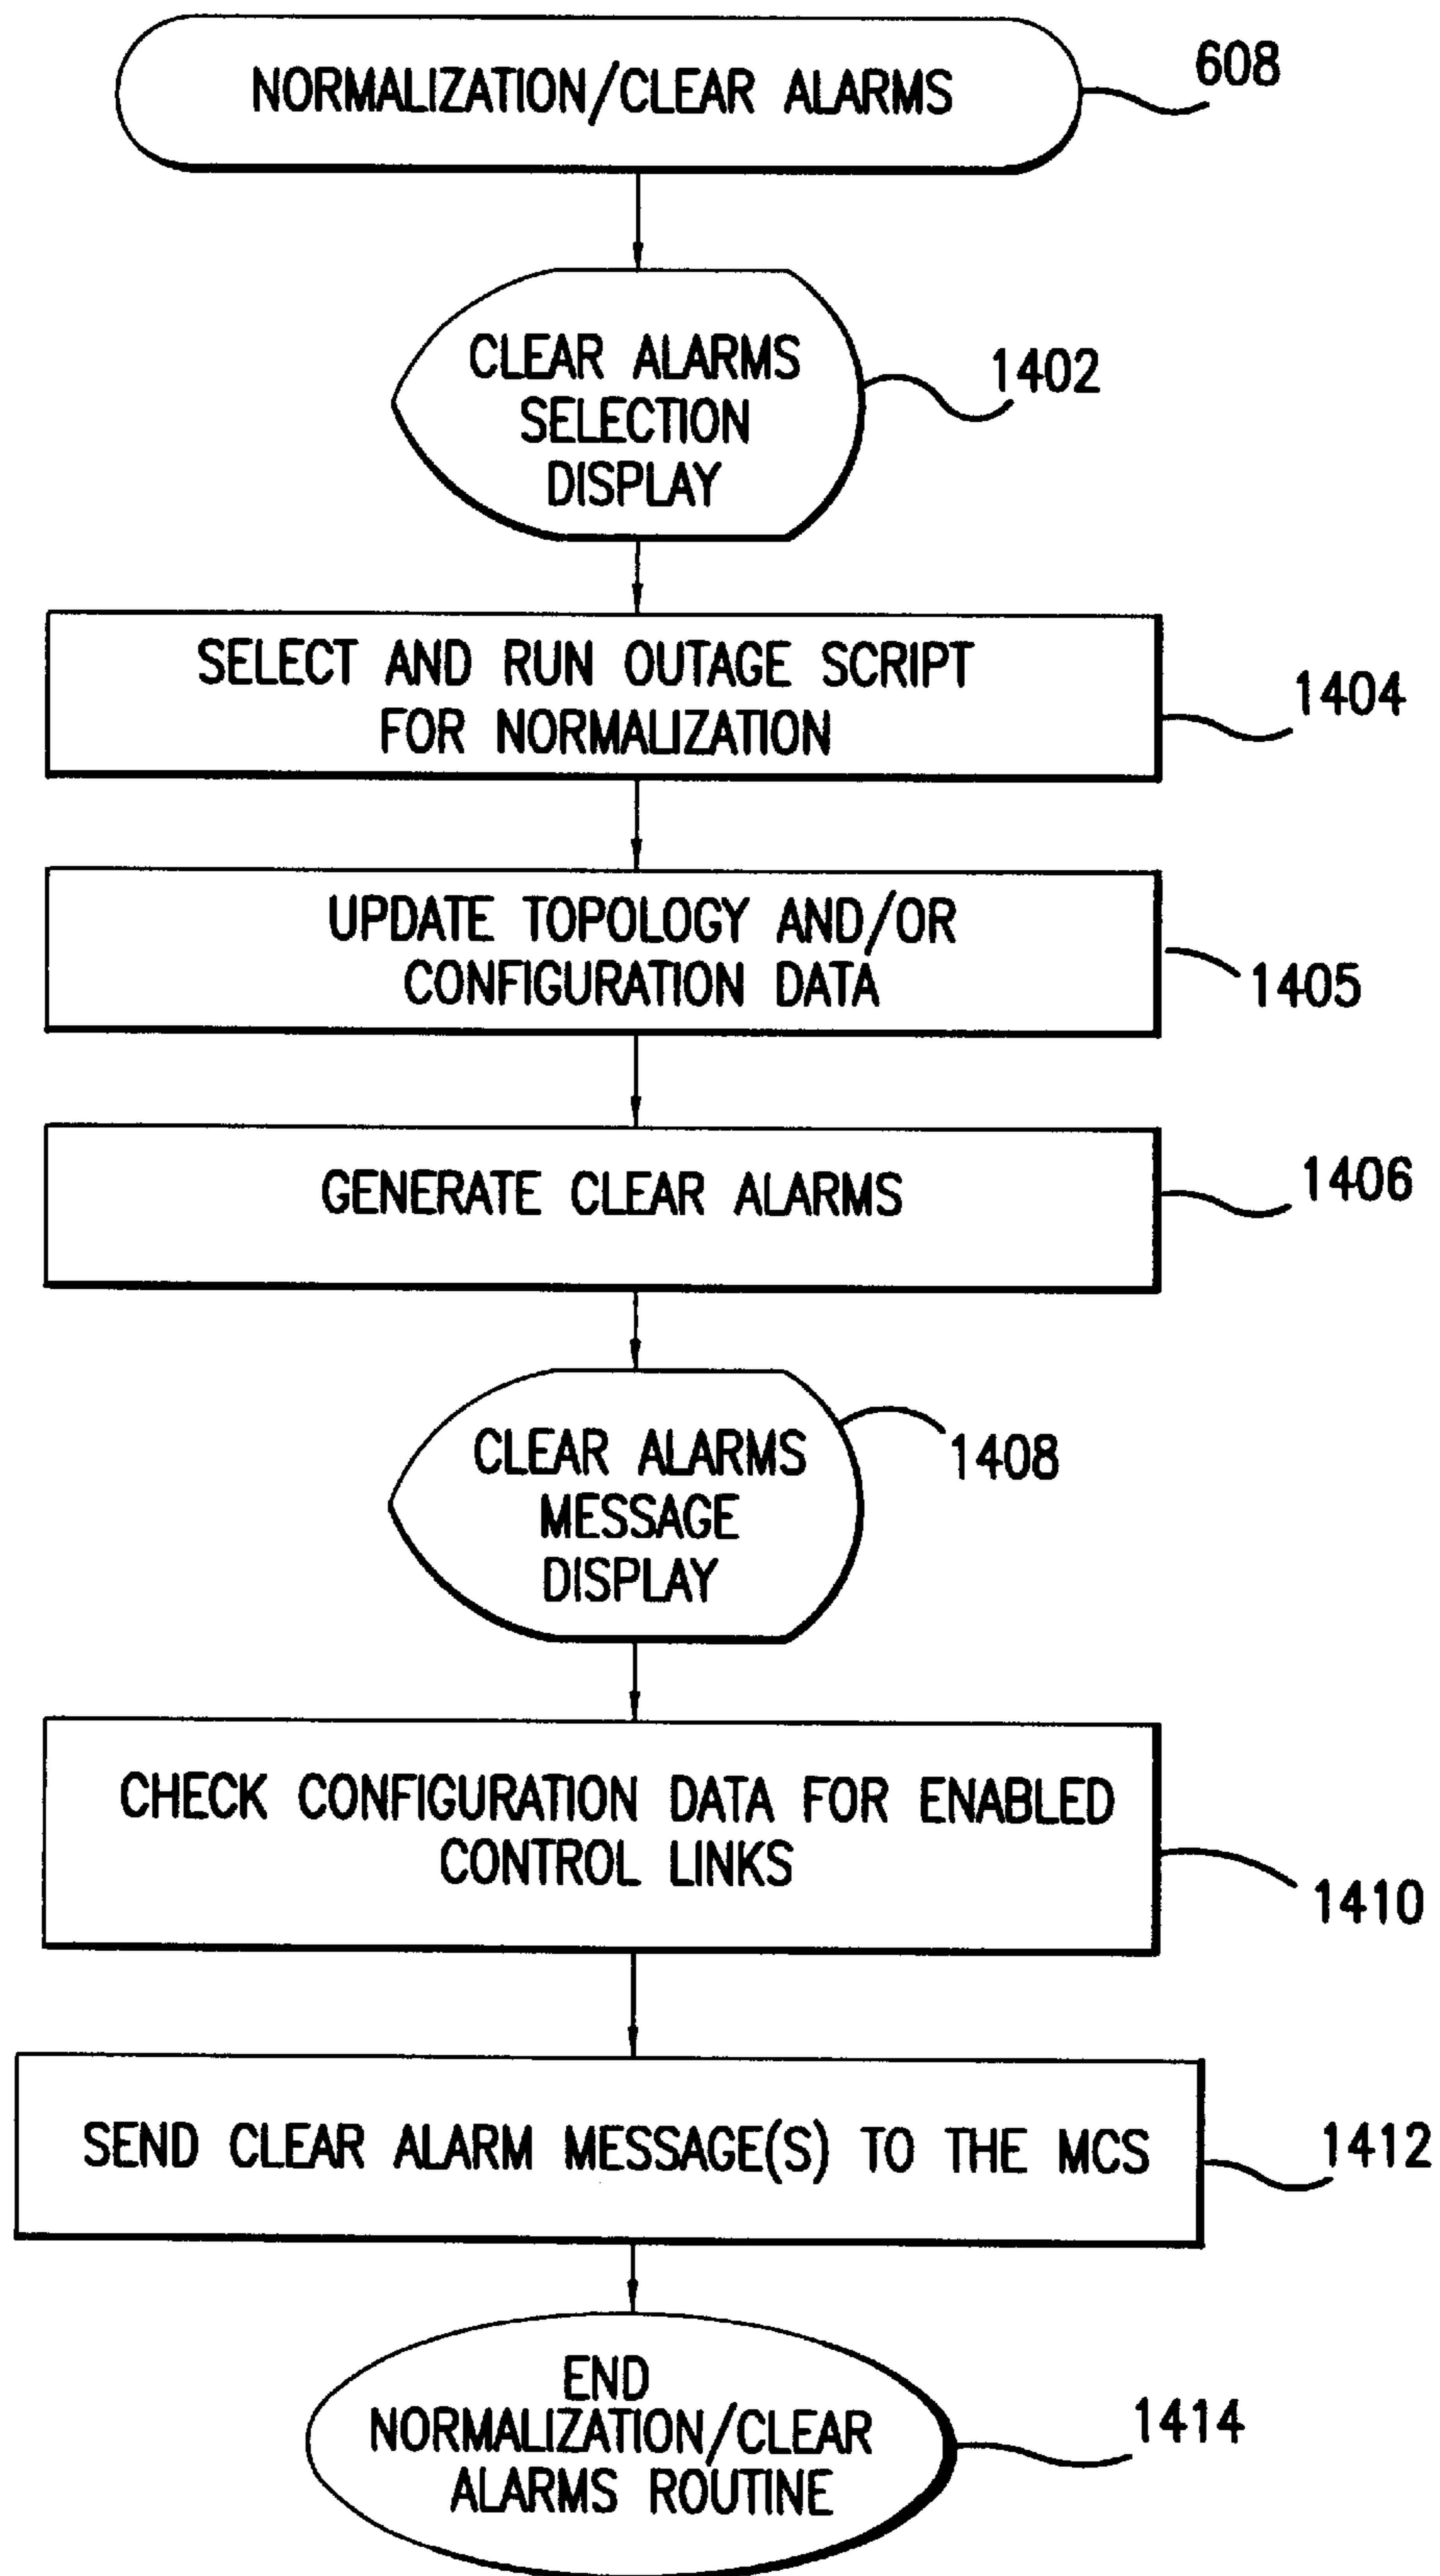 NORMALIZATION/CLEAR ALARMS
608
CLEAR ALARMS
SELECTION
DISPLAY
1402
SELECT AND RUN OUTAGE SCRIPT
FOR NORMALIZATION
1404
UPDATE TOPOLOGY AND/OR
CONFIGURATION DATA
1405
GENERATE CLEAR ALARMS
1406
CLEAR ALARMS
MESSAGE
DISPLAY
1408
CHECK CONFIGURATION DATA FOR ENABLED
CONTROL LINKS
1410
SEND CLEAR ALARM MESSAGE(S) TO THE MCS
1412
END
NORMALIZATION/CLEAR
ALARMS ROUTINE
1414